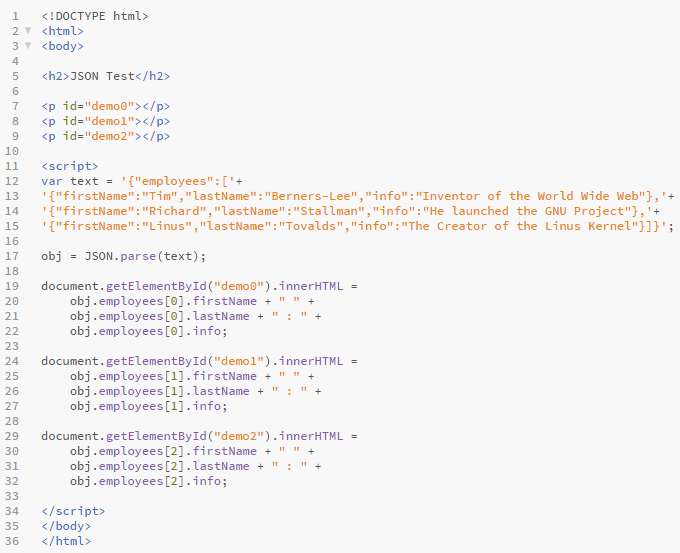 1 <!DOCTYPE html>
2 <html>
3 <body>
4
5 <h2>JSON Test</h2>
6
7 <p id="demo0"></p>
8 <p id="demo1"></p>
9 <p id="demo2"></p>
10
11 <script>
12 var text = '{"employees":['+
13 '{"firstName":"Tim","lastName":"Berners-Lee","info":"Inventor of the World Wide Web"},'+
14 '{"firstName":"Richard","lastName":"Stallman","info":"He launched the GNU Project"},'+
15 '{"firstName":"Linus","lastName":"Tovalds","info":"The Creator of the Linus Kernel"}]}';
16
17 obj = JSON.parse(text);
18
19 document.getElementById("demo0").innerHTML =
20     obj.employees[0].firstName + " " +
21     obj.employees[0].lastName + " : " +
22     obj.employees[0].info;
23
24 document.getElementById("demo1").innerHTML =
25     obj.employees[1].firstName + " " +
26     obj.employees[1].lastName + " : " +
27     obj.employees[1].info;
28
29 document.getElementById("demo2").innerHTML =
30     obj.employees[2].firstName + " " +
31     obj.employees[2].lastName + " : " +
32     obj.employees[2].info;
33
34 </script>
35 </body>
36 </html>